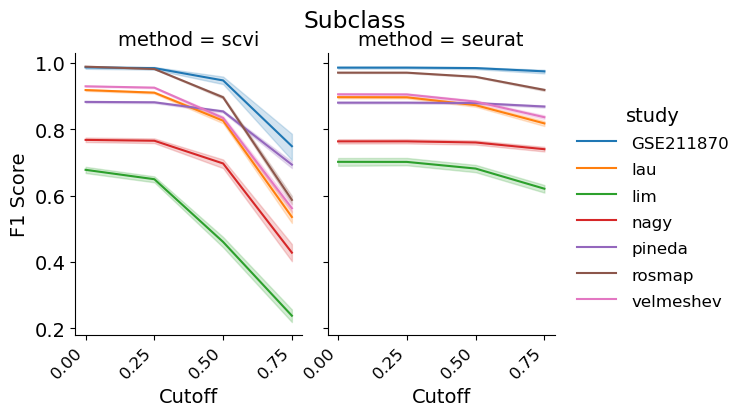 Subclass
method = scvi
method = seurat
1.0
0.8
0.6
0.4
0.2
F1 Score
0.00
0.25
0.50
0.75
Cutoff
0.00
0.25
0.50
0.75
Cutoff
study
GSE211870
lau
lim
nagy
pineda
rosmap
velmeshev